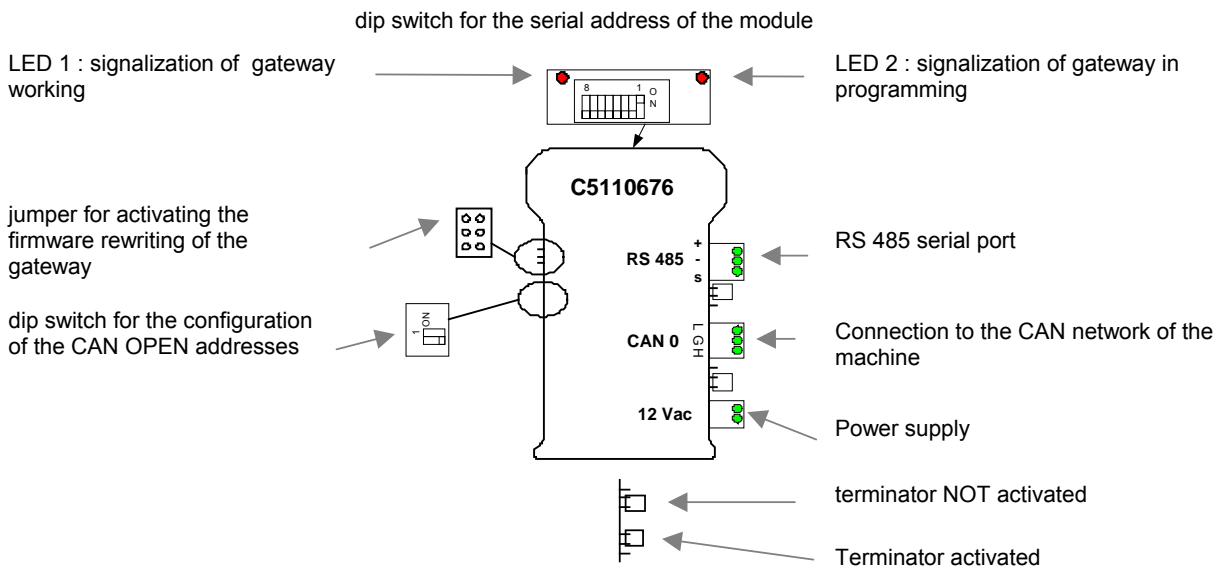 dip switch for the serial address of the module
LED 1 : signalization of gateway
working
LED 2 : signalization of gateway in
programming
8 1 O
N
C5110676
jumper for activating the
firmware rewriting of the
gateway
RS 485
+
-
s
RS 485 serial port
dip switch for the configuration
of the CAN OPEN addresses
1
ON
CAN 0
L
G
H
Connection to the CAN network of the
machine
12 Vac
Power supply
terminator NOT activated
Terminator activated